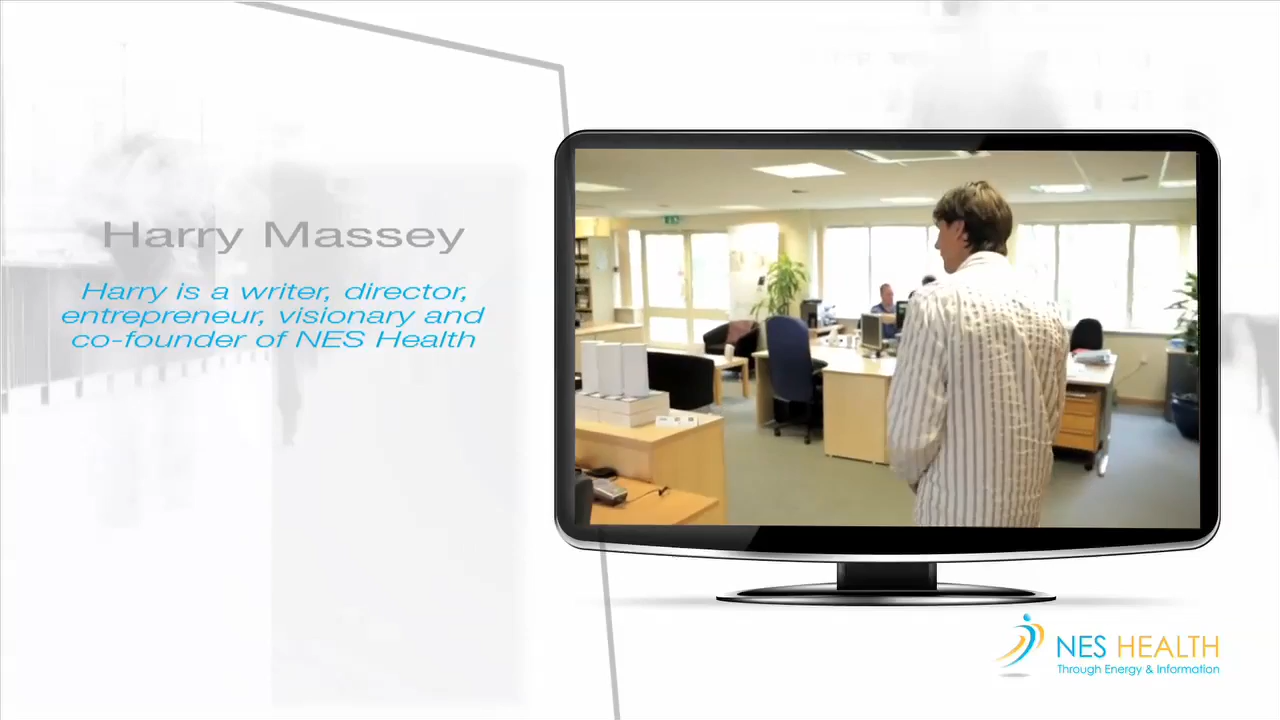 Harry Massey
Harry is a writer, director,
entrepreneur, visionary and
co-founder of NES Health
NES HEALTH
Through Energy & Information